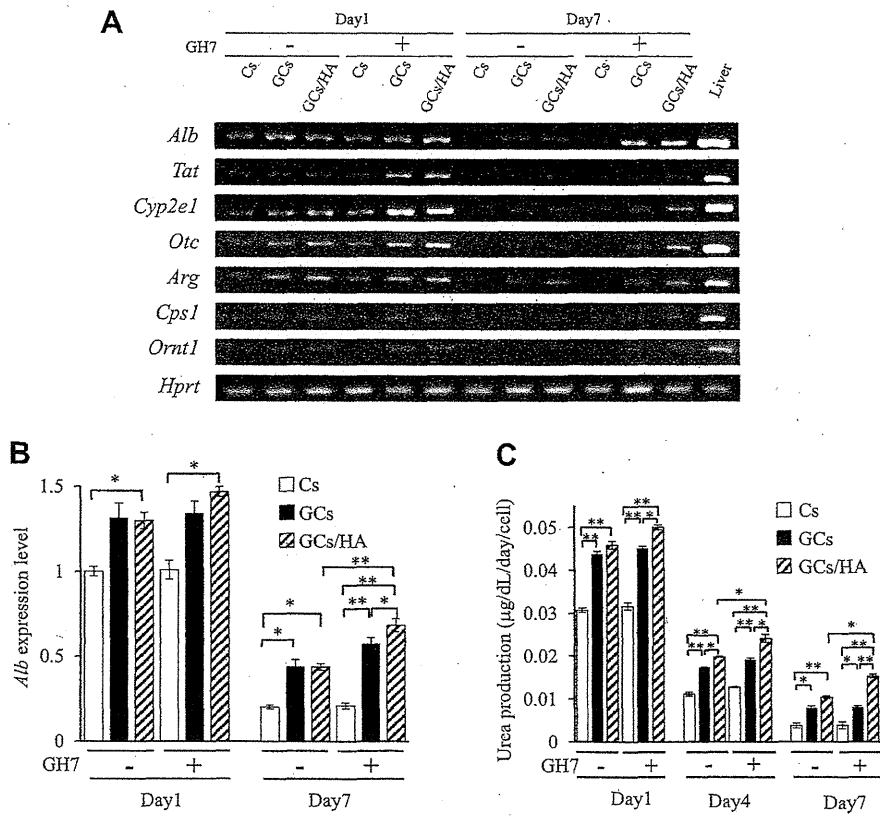 A
Day1 Day7
GH7 - + - +
Cs GCs GCs/HA Cs GCs GCs/HA Cs GCs GCs/HA Cs GCs GCs/HA Liver
Alb
Tat
Cyp2e1
Otc
Arg
Cps1
Ornt1
Hprt
B
Alb expression level
1.5
1
0.5
0
* * * * ** ** ** *
Cs
GCs
GCs/HA
GH7 - + - +
Day1 Day7
C
Urea production (µg/dL/day/cell)
0.05
0.04
0.03
0.02
0.01
0
** ** ** ** * ** ** * * ** ** * ** * * ** * **
Cs
GCs
GCs/HA
GH7 - + - + - +
Day1 Day4 Day7